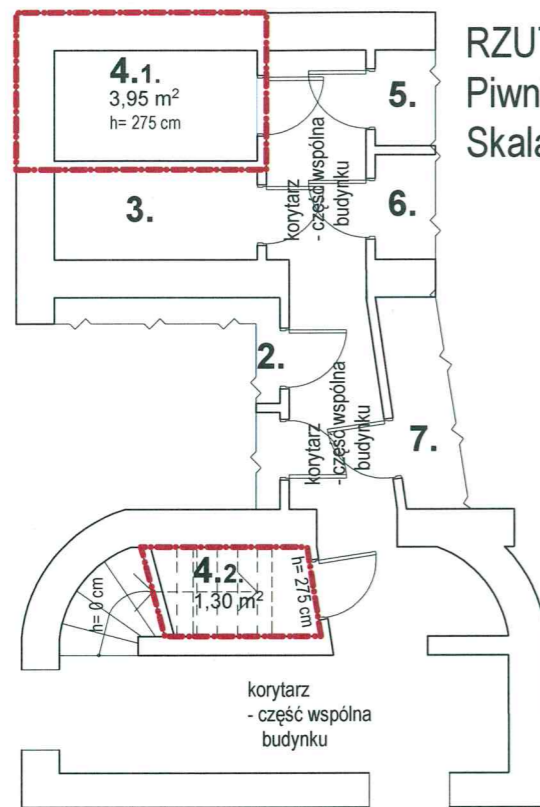 RZU
Piwn
Skala
4.1.
3,95 m²
h= 275 cm
5.
3.
6.
korytarz
- część wspólna
budynku
2.
7.
korytarz
- część wspólna
budynku
4.2.
1,30 m²
h= 275 cm
h= 0 cm
korytarz
- część wspólna
budynku